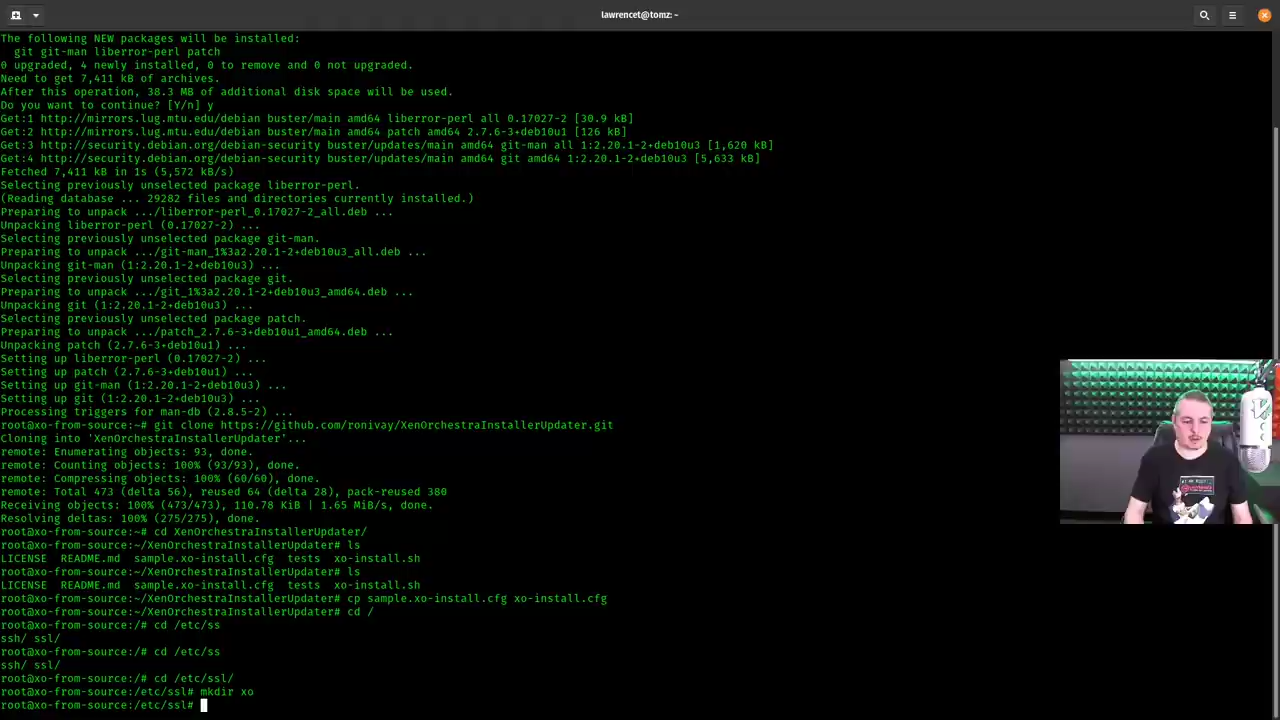 lawrencet@tomz: ~
The following NEW packages will be installed:
  git git-man liberror-perl patch
0 upgraded, 4 newly installed, 0 to remove and 0 not upgraded.
Need to get 7,411 kB of archives.
After this operation, 38.3 MB of additional disk space will be used.
Do you want to continue? [Y/n] y
Get:1 http://mirrors.lug.mtu.edu/debian buster/main amd64 liberror-perl all 0.17027-2 [30.9 kB]
Get:2 http://mirrors.lug.mtu.edu/debian buster/main amd64 patch amd64 2.7.6-3+deb10u1 [126 kB]
Get:3 http://security.debian.org/debian-security buster/updates/main amd64 git-man all 1:2.20.1-2+deb10u3 [1,620 kB]
Get:4 http://security.debian.org/debian-security buster/updates/main amd64 git amd64 1:2.20.1-2+deb10u3 [5,633 kB]
Fetched 7,411 kB in 1s (5,572 kB/s)
Selecting previously unselected package liberror-perl.
(Reading database ... 29282 files and directories currently installed.)
Preparing to unpack .../liberror-perl_0.17027-2_all.deb ...
Unpacking liberror-perl (0.17027-2) ...
Selecting previously unselected package git-man.
Preparing to unpack .../git-man_1%3a2.20.1-2+deb10u3_all.deb ...
Unpacking git-man (1:2.20.1-2+deb10u3) ...
Selecting previously unselected package git.
Preparing to unpack .../git_1%3a2.20.1-2+deb10u3_amd64.deb ...
Unpacking git (1:2.20.1-2+deb10u3) ...
Selecting previously unselected package patch.
Preparing to unpack .../patch_2.7.6-3+deb10u1_amd64.deb ...
Unpacking patch (2.7.6-3+deb10u1) ...
Setting up liberror-perl (0.17027-2) ...
Setting up patch (2.7.6-3+deb10u1) ...
Setting up git-man (1:2.20.1-2+deb10u3) ...
Setting up git (1:2.20.1-2+deb10u3) ...
Processing triggers for man-db (2.8.5-2) ...
root@xo-from-source:~# git clone https://github.com/ronivay/XenOrchestraInstallerUpdater.git
Cloning into 'XenOrchestraInstallerUpdater'...
remote: Enumerating objects: 93, done.
remote: Counting objects: 100% (93/93), done.
remote: Compressing objects: 100% (60/60), done.
remote: Total 473 (delta 56), reused 64 (delta 28), pack-reused 380
Receiving objects: 100% (473/473), 110.78 KiB | 1.65 MiB/s, done.
Resolving deltas: 100% (275/275), done.
root@xo-from-source:~# cd XenOrchestraInstallerUpdater/
root@xo-from-source:~/XenOrchestraInstallerUpdater# ls
LICENSE  README.md  sample.xo-install.cfg  tests  xo-install.sh
root@xo-from-source:~/XenOrchestraInstallerUpdater# ls
LICENSE  README.md  sample.xo-install.cfg  tests  xo-install.sh
root@xo-from-source:~/XenOrchestraInstallerUpdater# cp sample.xo-install.cfg xo-install.cfg
root@xo-from-source:~/XenOrchestraInstallerUpdater# cd /
root@xo-from-source:/# cd /etc/ss
ssh/ ssl/
root@xo-from-source:/# cd /etc/ss
ssh/ ssl/
root@xo-from-source:/# cd /etc/ssl/
root@xo-from-source:/etc/ssl# mkdir xo
root@xo-from-source:/etc/ssl#